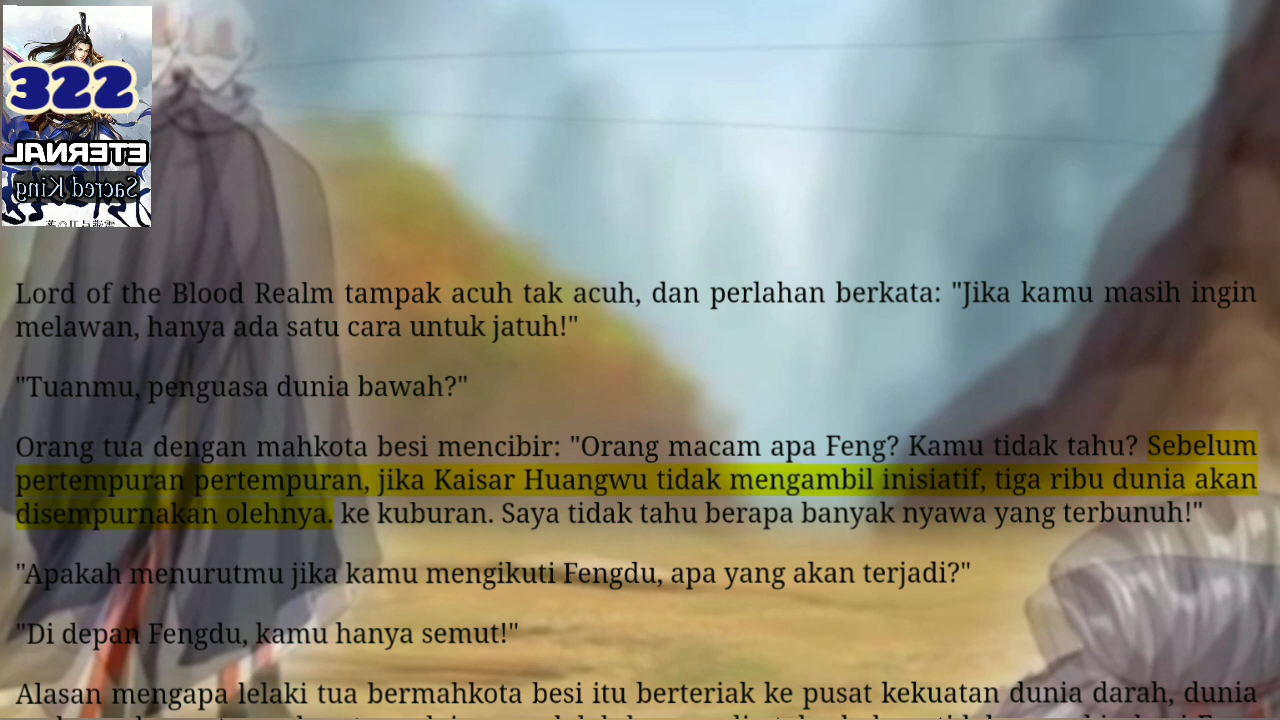 322
ETERNAL
Sacred King
Lord of the Blood Realm tampak acuh tak acuh, dan perlahan berkata: "Jika kamu masih ingin
melawan, hanya ada satu cara untuk jatuh!"
"Tuanmu, penguasa dunia bawah?"
Orang tua dengan mahkota besi mencibir: "Orang macam apa Feng? Kamu tidak tahu? Sebelum
pertempuran pertempuran, jika Kaisar Huangwu tidak mengambil inisiatif, tiga ribu dunia akan
disempurnakan olehnya. ke kuburan. Saya tidak tahu berapa banyak nyawa yang terbunuh!"
"Apakah menurutmu jika kamu mengikuti Fengdu, apa yang akan terjadi?"
"Di depan Fengdu, kamu hanya semut!"
Alasan mengapa lelaki tua bermahkota besi itu berteriak ke pusat kekuatan dunia darah, dunia